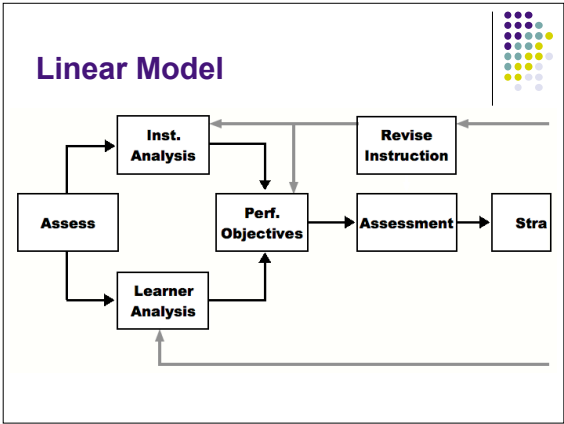 Linear Model
Inst.
Analysis
Revise
Instruction
Assess
Perf.
Objectives
Assessment
Stra
Learner
Analysis